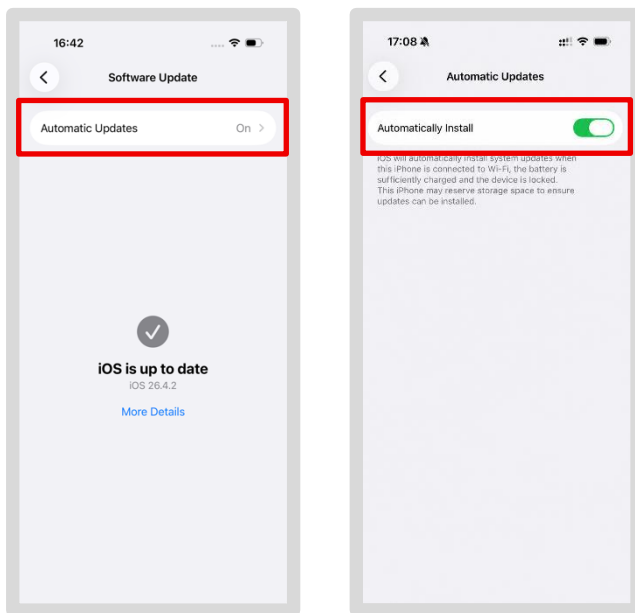 16:42
Software Update
Automatic Updates On
iOS is up to date
iOS 26.4.2
More Details
17:08
Automatic Updates
Automatically Install
iOS will automatically install system updates when
this iPhone is connected to Wi-Fi, the battery is
sufficiently charged and the device is locked.
This iPhone may reserve storage space to ensure
updates can be installed.